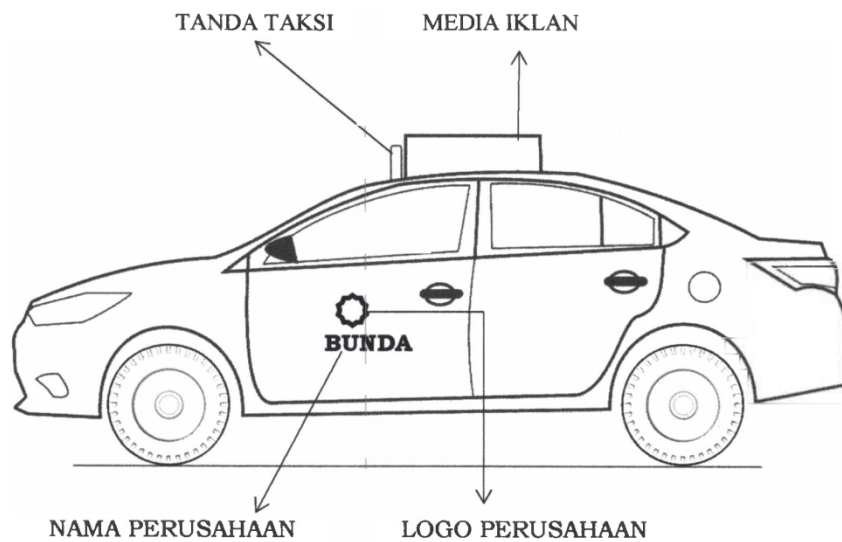 TANDA TAKSI
MEDIA IKLAN
BUNDA
NAMA PERUSAHAAN
LOGO PERUSAHAAN